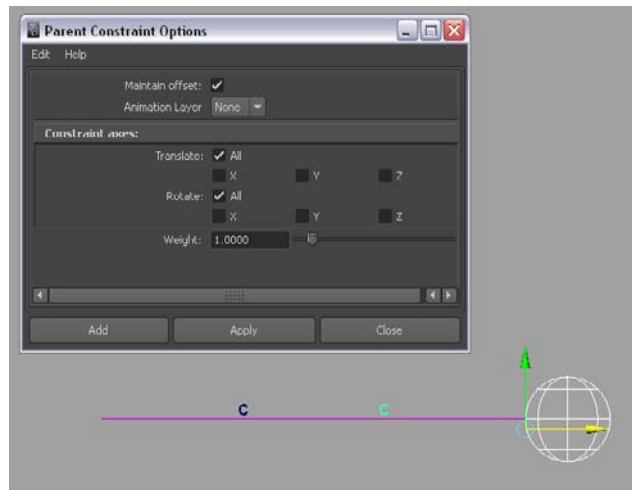 Parent Constraint Options
Edit Help
Maintain offset:
Animation Layer None
Constraint axes:
Translate: All
X Y Z
Rotate: All
X Y Z
Weight: 1.0000
Add Apply Close
C C